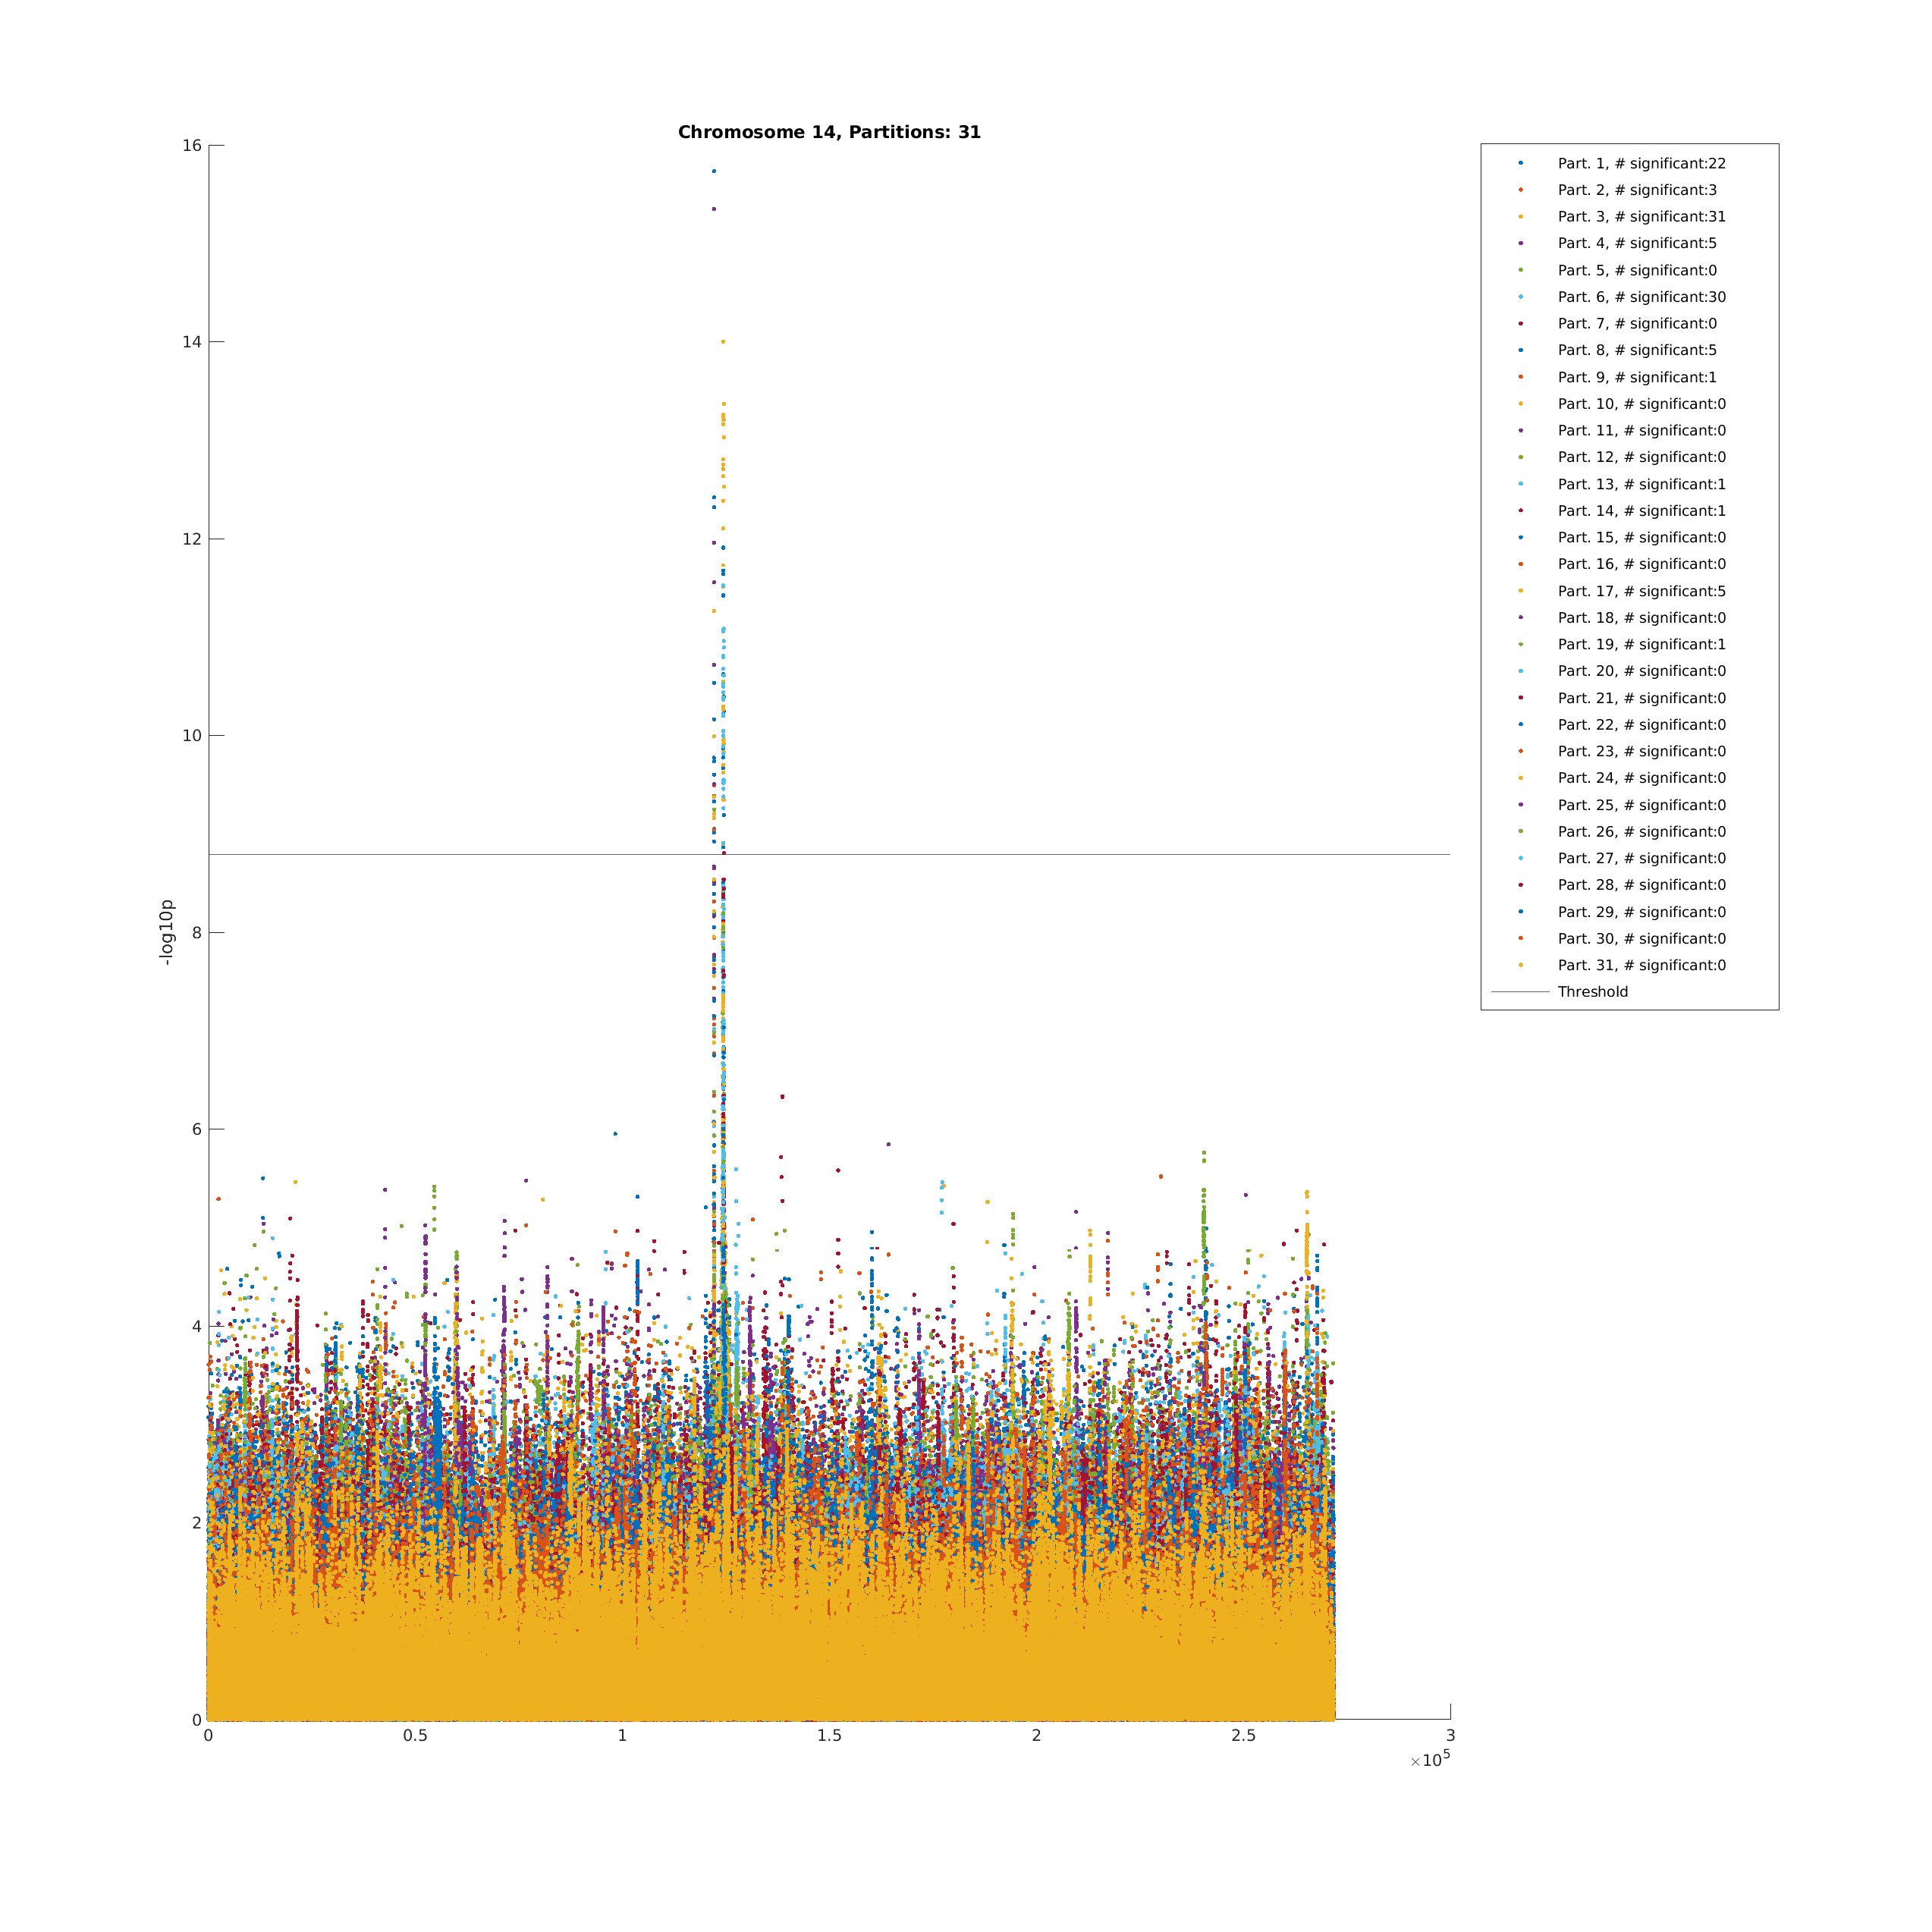 Chromosome 14, Partitions: 31
16
14
12
10
8
6
4
2
0
-log10p
0
0.5
1
1.5
2
2.5
3
×10^5
Part. 1, # significant:22
Part. 2, # significant:3
Part. 3, # significant:31
Part. 4, # significant:5
Part. 5, # significant:0
Part. 6, # significant:30
Part. 7, # significant:0
Part. 8, # significant:5
Part. 9, # significant:1
Part. 10, # significant:0
Part. 11, # significant:0
Part. 12, # significant:0
Part. 13, # significant:1
Part. 14, # significant:1
Part. 15, # significant:0
Part. 16, # significant:0
Part. 17, # significant:5
Part. 18, # significant:0
Part. 19, # significant:1
Part. 20, # significant:0
Part. 21, # significant:0
Part. 22, # significant:0
Part. 23, # significant:0
Part. 24, # significant:0
Part. 25, # significant:0
Part. 26, # significant:0
Part. 27, # significant:0
Part. 28, # significant:0
Part. 29, # significant:0
Part. 30, # significant:0
Part. 31, # significant:0
Threshold